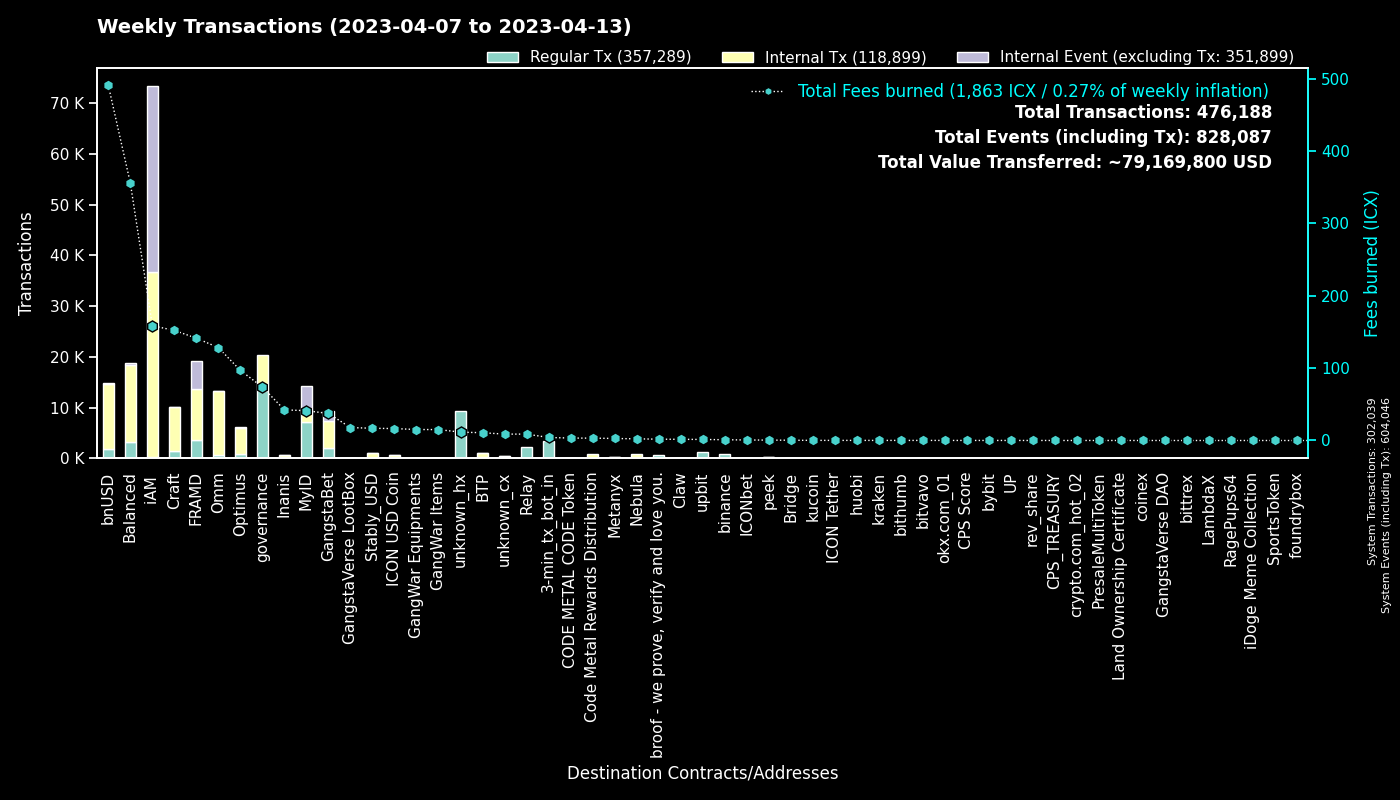 Weekly Transactions (2023-04-07 to 2023-04-13)
Regular Tx (357,289)
Internal Tx (118,899)
Internal Event (excluding Tx: 351,899)
Total Fees burned (1,863 ICX / 0.27% of weekly inflation)
Total Transactions: 476,188
Total Events (including Tx): 828,087
Total Value Transferred: ~79,169,800 USD
Transactions
70 K
60 K
50 K
40 K
30 K
20 K
10 K
0 K
500
400
300
200
100
0
Fees burned (ICX)
System Transactions: 302,039
System Events (including Tx): 604,046
bnUSD
Balanced
iAM
Craft
FRAMD
Omm
Optimus
governance
Inanis
MyID
GangstaBet
GangstaVerse LootBox
Stably_USD
ICON USD Coin
GangWar Equipments
GangWar Items
unknown_hx
BTP
unknown_cx
Relay
3-min_tx_bot_in
CODE METAL CODE Token
Code Metal Rewards Distribution
Metanyx
Nebula
broof - we prove, verify and love you.
Claw
upbit
binance
ICONbet
peek
Bridge
kucoin
ICON Tether
huobi
kraken
bithumb
bitvavo
okx.com_01
CPS Score
bybit
UP
rev_share
CPS_TREASURY
crypto.com_hot_02
PresaleMultiToken
Land Ownership Certificate
coinex
GangstaVerse DAO
bittrex
LambdaX
RagePups64
iDoge Meme Collection
SportsToken
foundrybox
Destination Contracts/Addresses